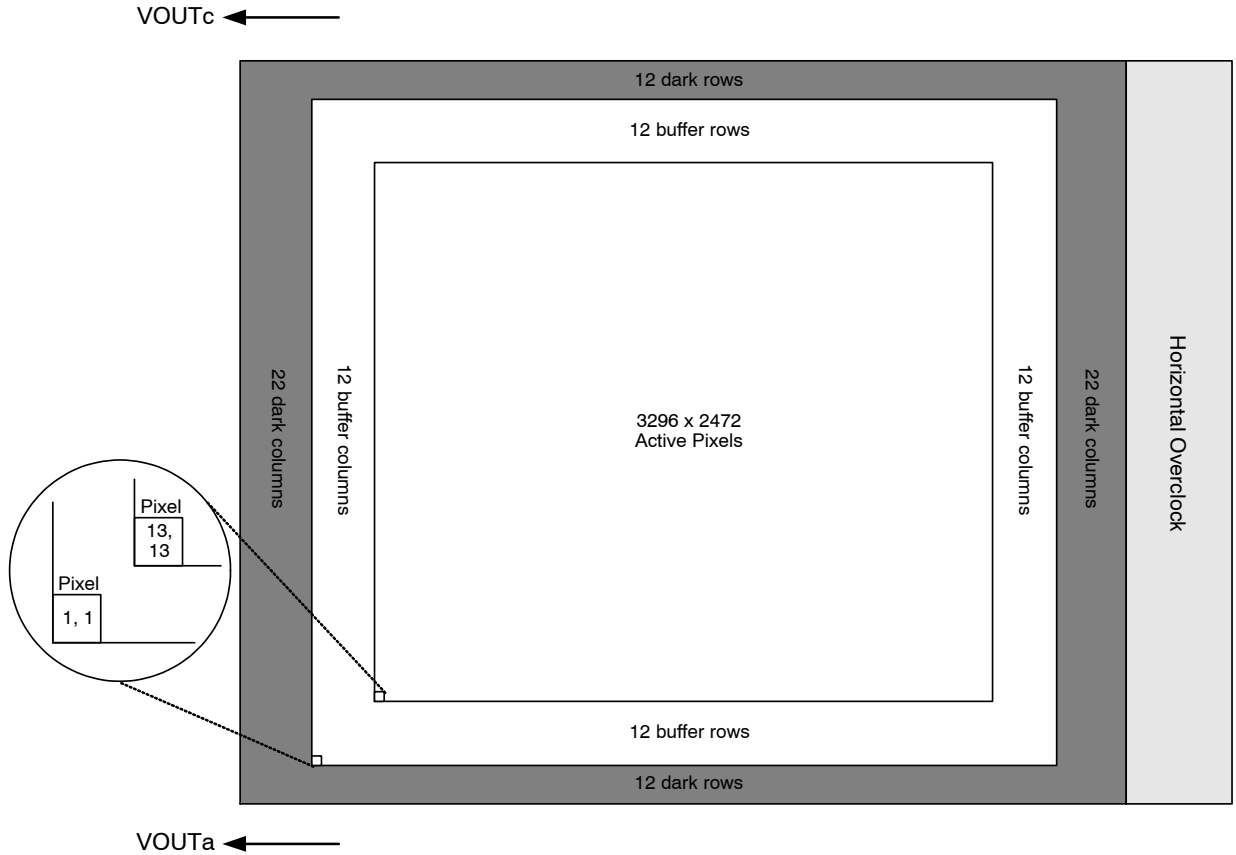 VOUTc
12 dark rows
12 buffer rows
22 dark columns
12 buffer columns
3296 x 2472
Active Pixels
12 buffer columns
22 dark columns
Horizontal Overclock
Pixel
13,
13
Pixel
1, 1
12 buffer rows
12 dark rows
VOUTa